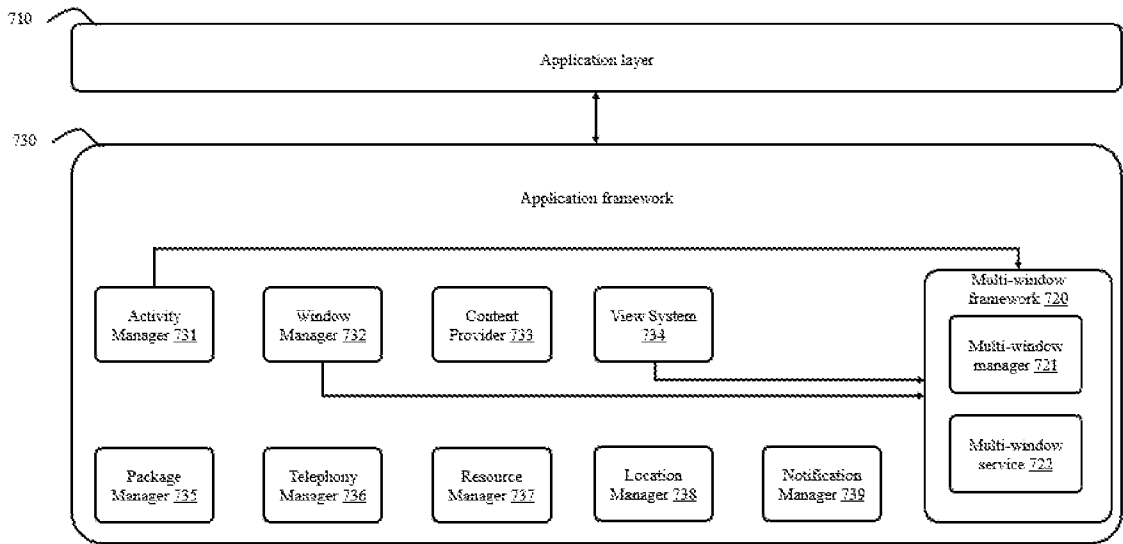 710
Application layer
730
Application framework
Activity
Manager 731
Window
Manager 732
Content
Provider 733
View System
734
Multi-window
framework 720
Multi-window
manager 721
Multi-window
service 722
Package
Manager 735
Telephony
Manager 736
Resource
Manager 737
Location
Manager 738
Notification
Manager 739